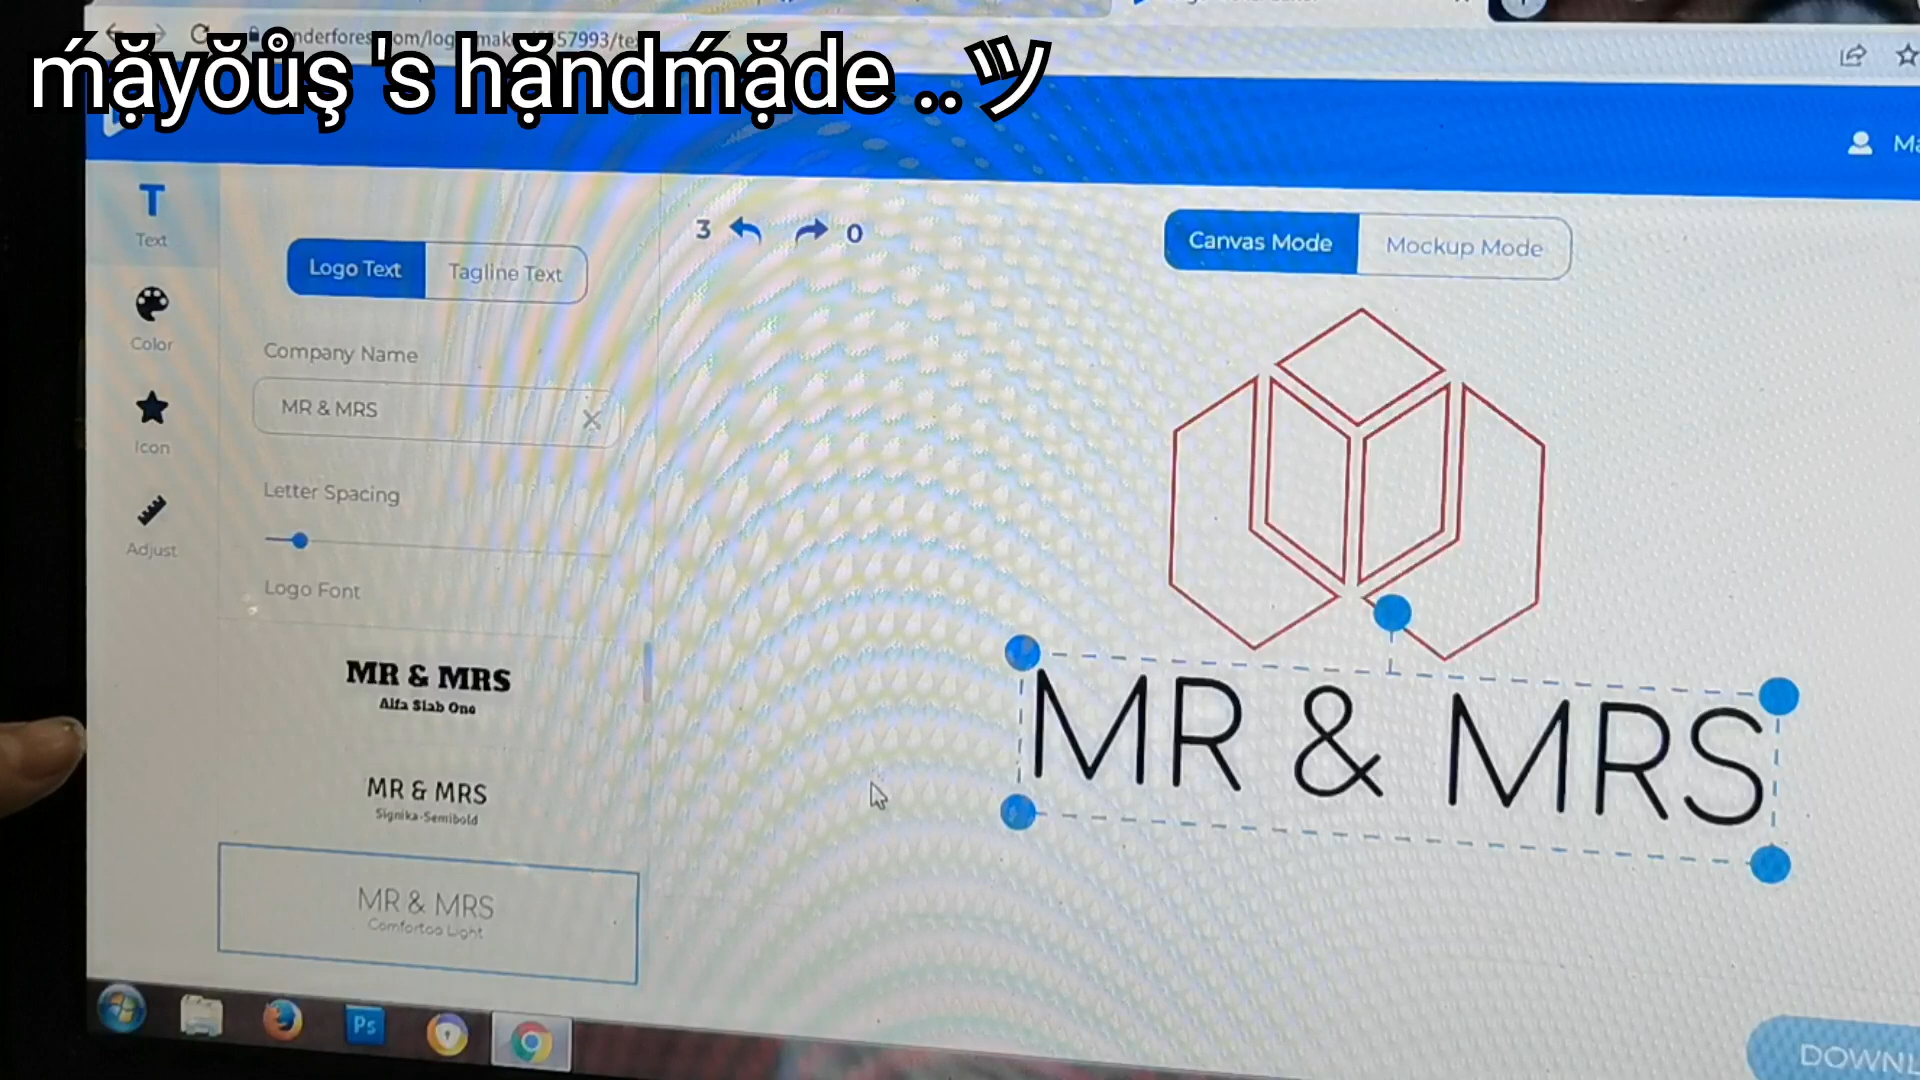 ḿặyŏůş 's hặndḿặde ..ツ
Text
Color
Icon
Adjust
Logo Text
Tagline Text
Company Name
MR & MRS
Letter Spacing
Logo Font
MR & MRS
Alfa Slab One
MR & MRS
Signika-Semibold
MR & MRS
Comfortaa Light
3
0
Canvas Mode
Mockup Mode
MR & MRS
Ps